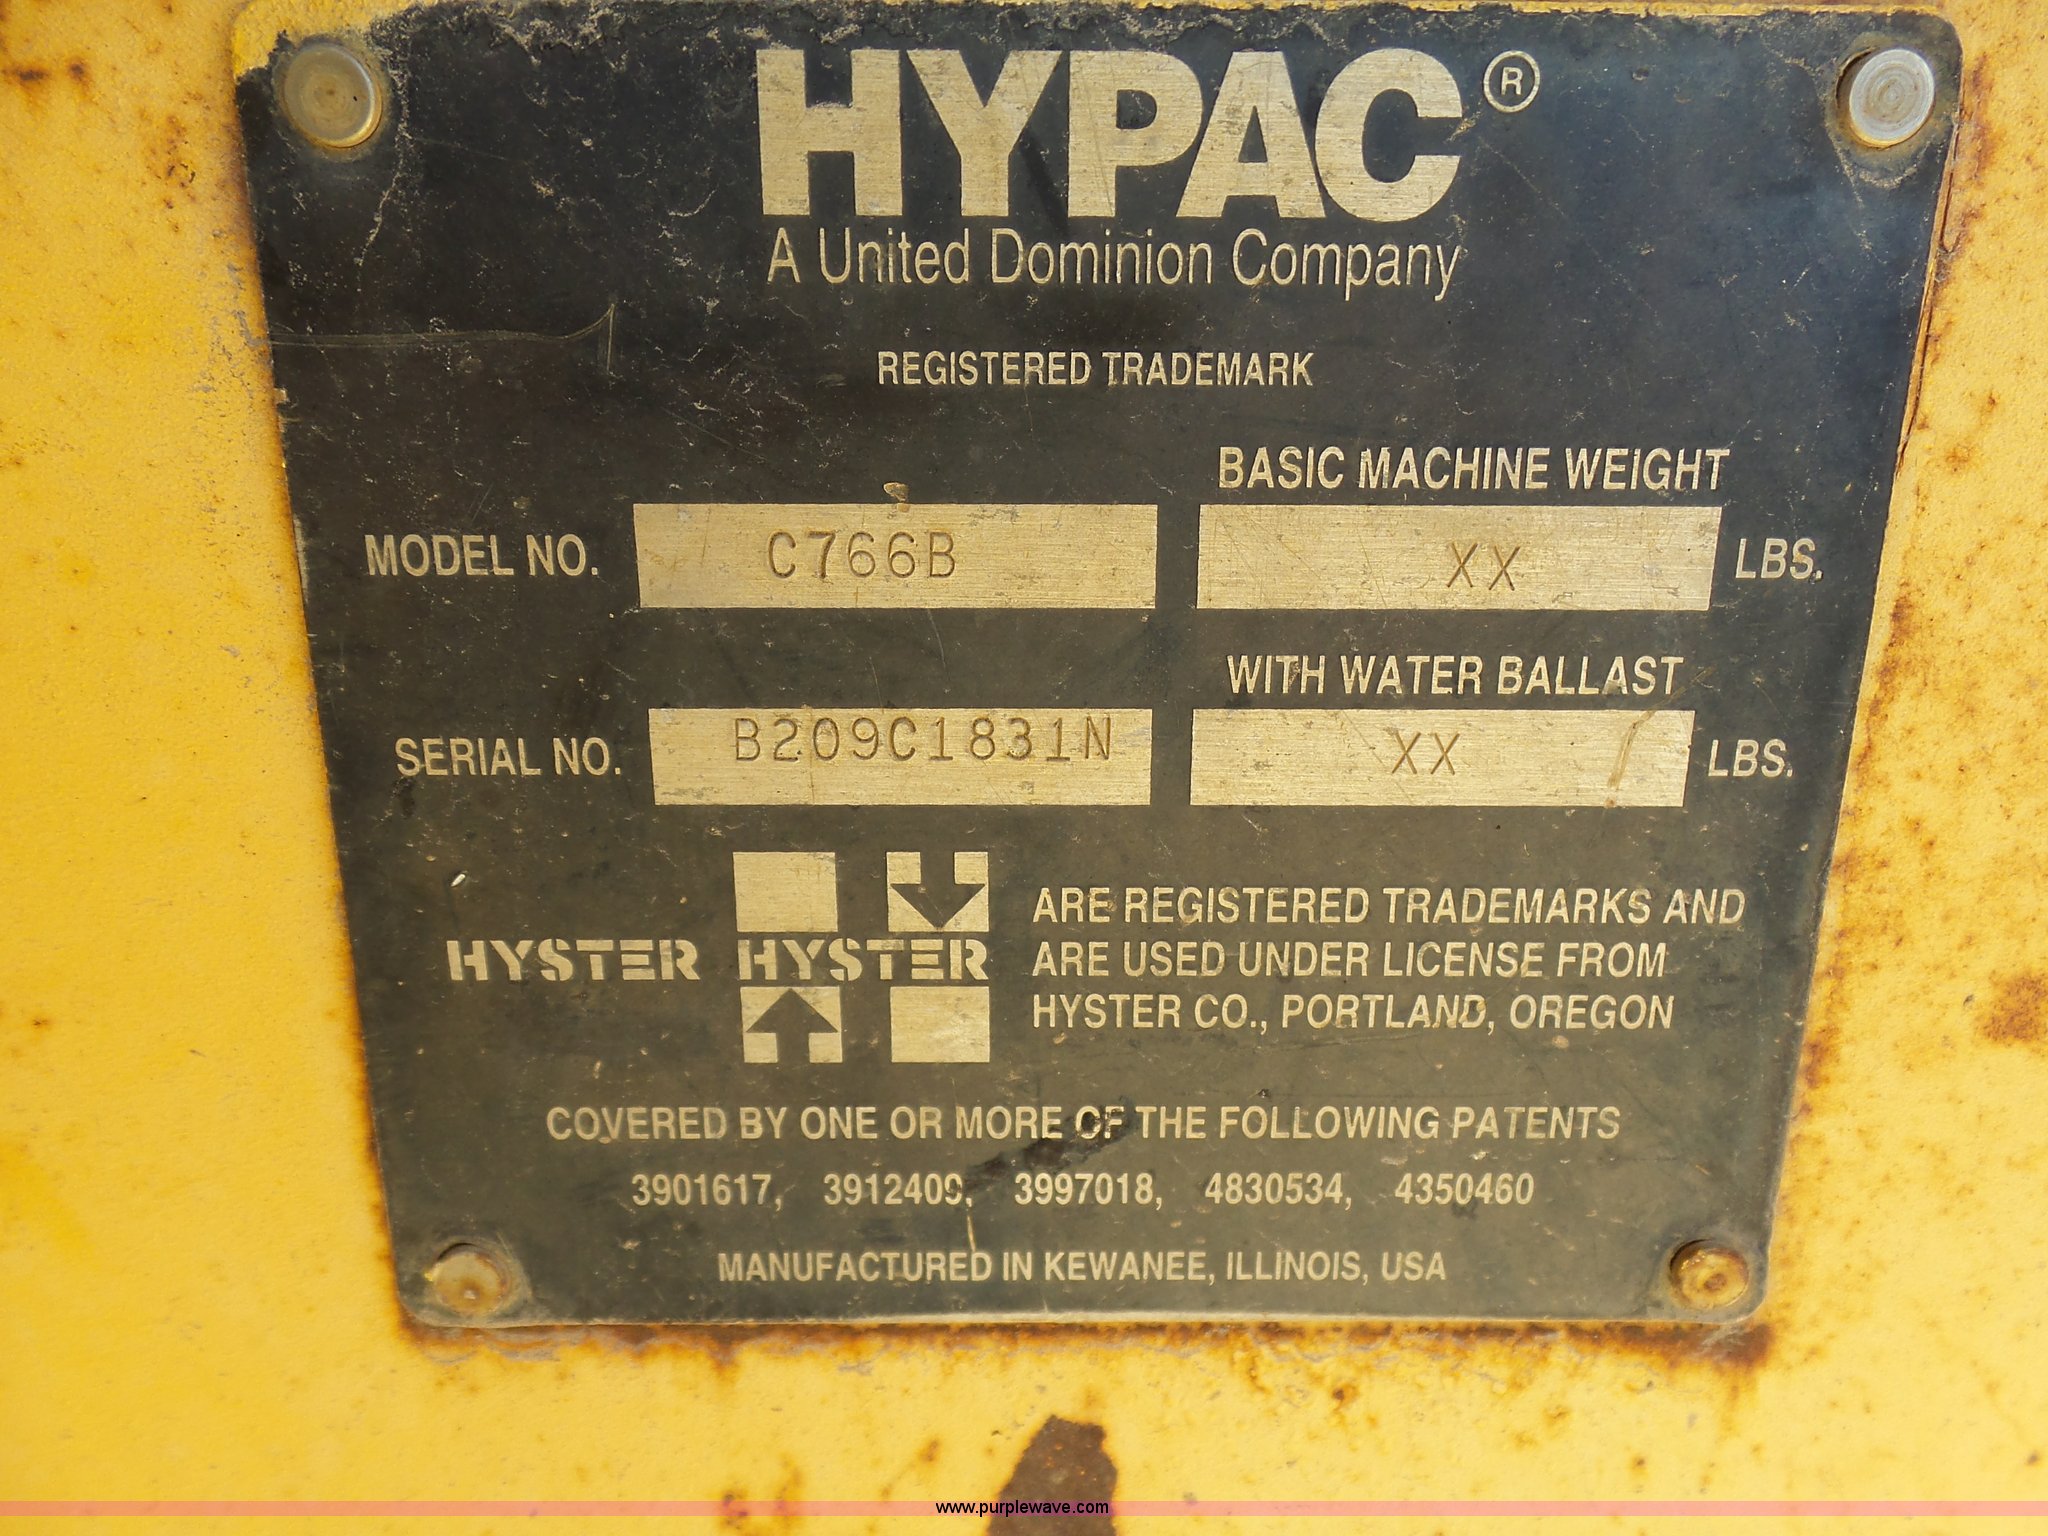 HYPAC®
A United Dominion Company
REGISTERED TRADEMARK
BASIC MACHINE WEIGHT
MODEL NO. C766B XX LBS.
WITH WATER BALLAST
SERIAL NO. B209C1831N XX LBS.
HYSTER HYSTER
ARE REGISTERED TRADEMARKS AND
ARE USED UNDER LICENSE FROM
HYSTER CO., PORTLAND, OREGON
COVERED BY ONE OR MORE OF THE FOLLOWING PATENTS
3901617, 3912409, 3997018, 4830534, 4350460
MANUFACTURED IN KEWANEE, ILLINOIS, USA
www.purplewave.com